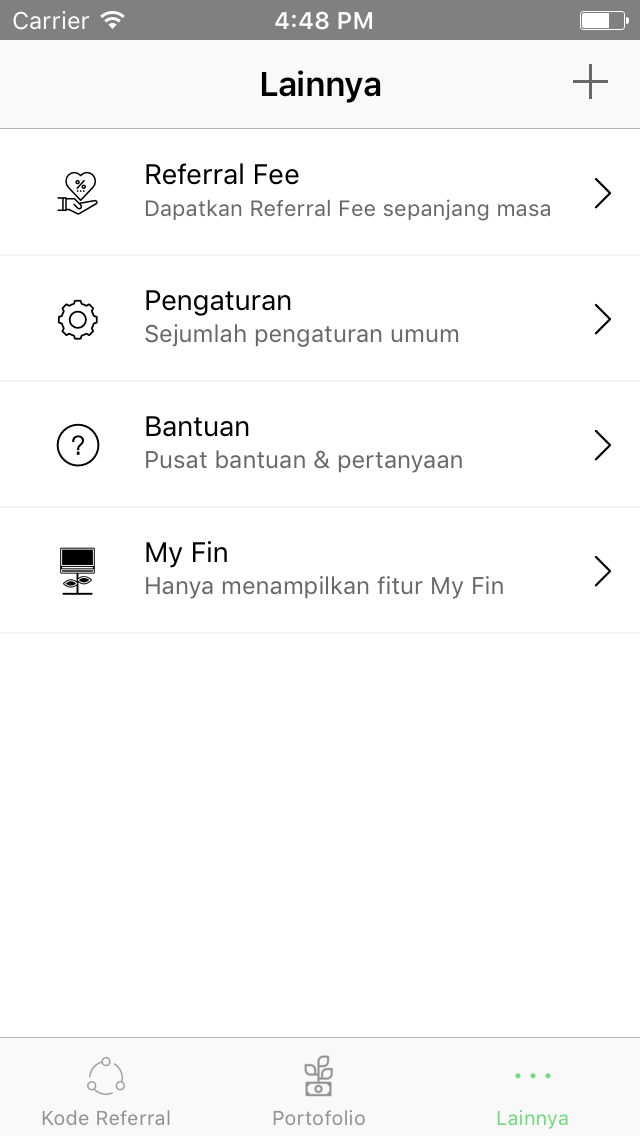 Carrier 4:48 PM
Lainnya
Referral Fee
Dapatkan Referral Fee sepanjang masa
Pengaturan
Sejumlah pengaturan umum
Bantuan
Pusat bantuan & pertanyaan
My Fin
Hanya menampilkan fitur My Fin
Kode Referral Portofolio Lainnya